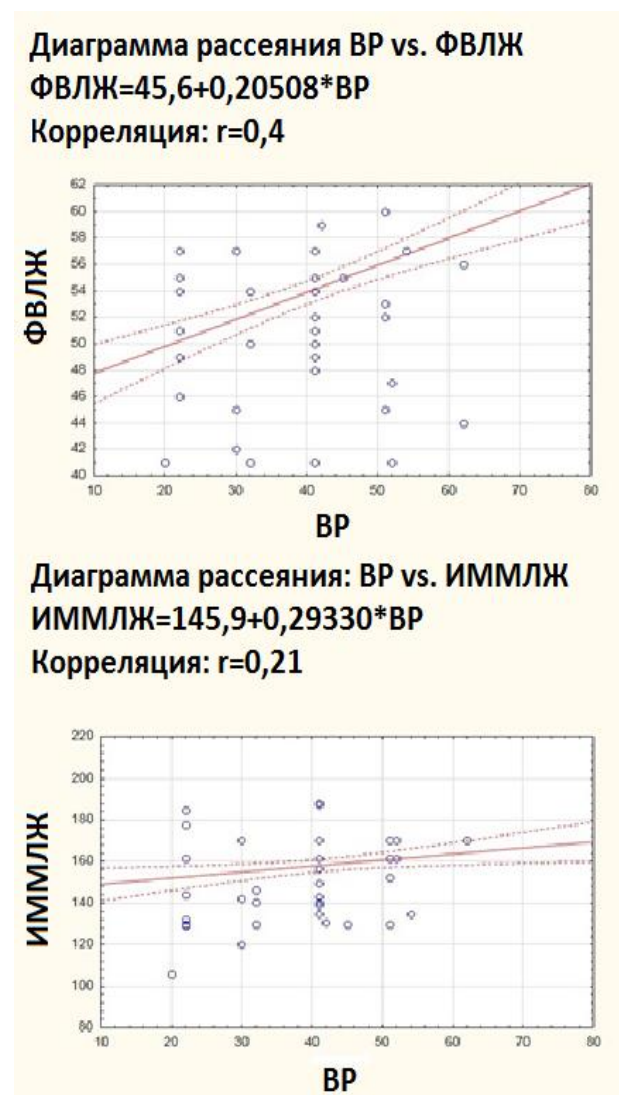 Диаграмма рассеяния ВР vs. ФВЛЖ
ФВЛЖ=45,6+0,20508*ВР
Корреляция: r=0,4
62
60
58
56
54
52
50
48
46
44
42
40
ФВЛЖ
10 20 30 40 50 60 70 80
ВР
Диаграмма рассеяния: ВР vs. ИММЛЖ
ИММЛЖ=145,9+0,29330*ВР
Корреляция: r=0,21
220
200
180
160
140
120
100
80
ИММЛЖ
10 20 30 40 50 60 70 80
ВР